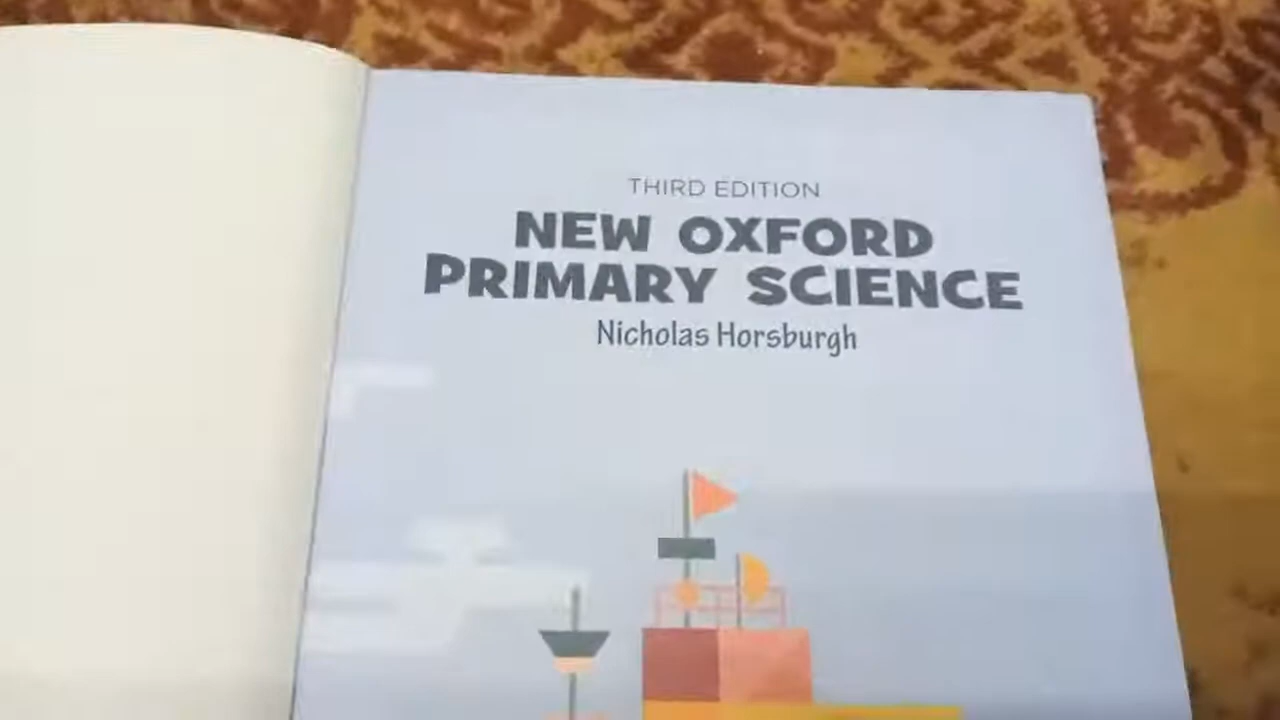 THIRD EDITION
NEW OXFORD
PRIMARY SCIENCE
Nicholas Horsburgh